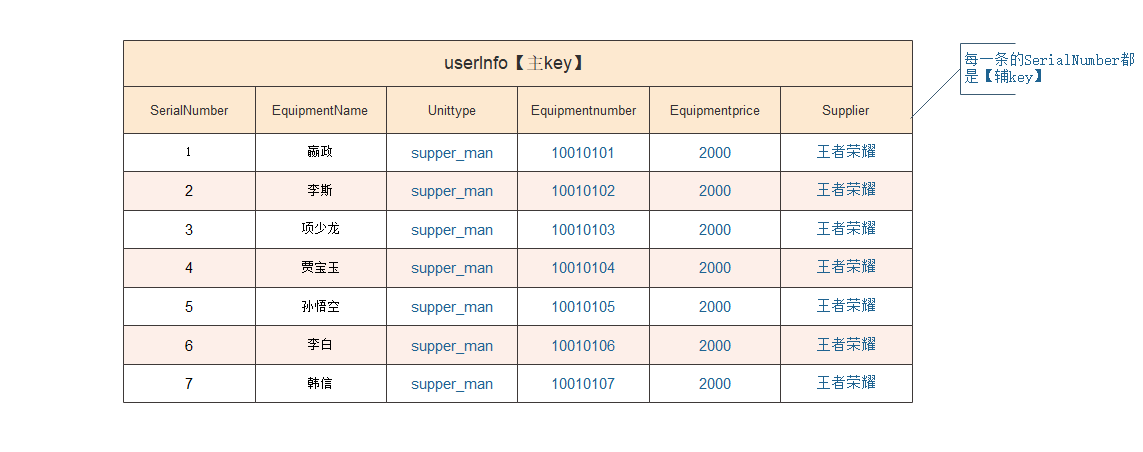 userInfo【主key】
每一条的SerialNumber都
是【辅key】
SerialNumber EquipmentName Unittype Equipmentnumber Equipmentprice Supplier
1 嬴政 supper_man 10010101 2000 王者荣耀
2 李斯 supper_man 10010102 2000 王者荣耀
3 项少龙 supper_man 10010103 2000 王者荣耀
4 贾宝玉 supper_man 10010104 2000 王者荣耀
5 孙悟空 supper_man 10010105 2000 王者荣耀
6 李白 supper_man 10010106 2000 王者荣耀
7 韩信 supper_man 10010107 2000 王者荣耀